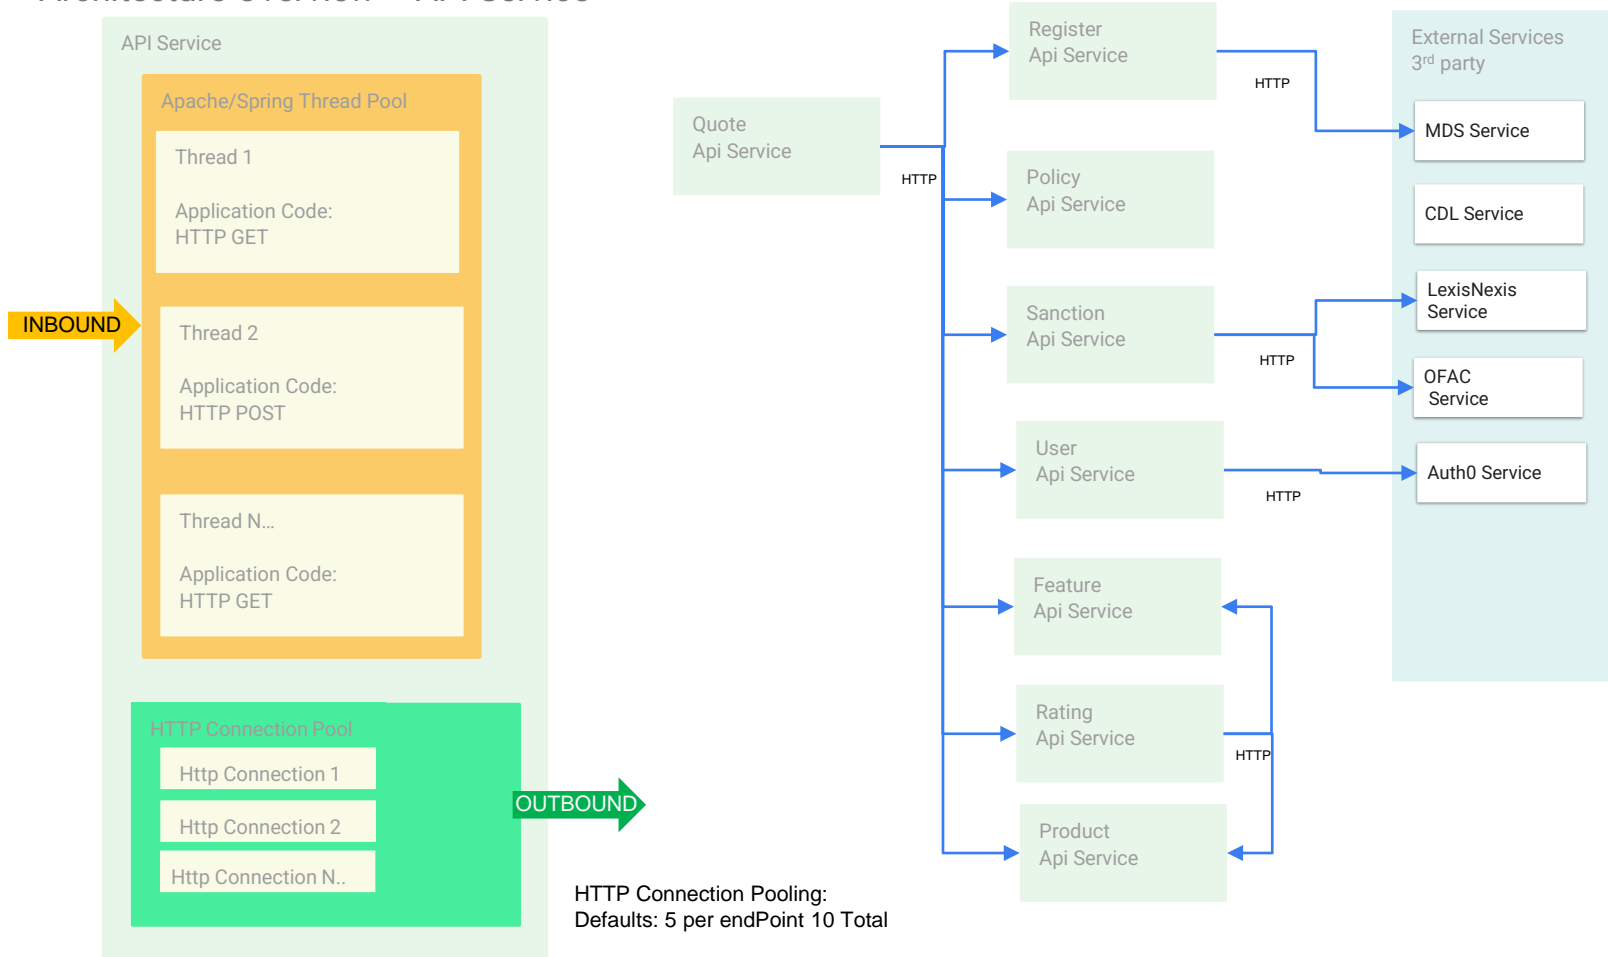 API Service
Apache/Spring Thread Pool
Thread 1
Application Code:
HTTP GET
INBOUND
Thread 2
Application Code:
HTTP POST
Thread N...
Application Code:
HTTP GET
HTTP Connection Pool
Http Connection 1
Http Connection 2
Http Connection N..
OUTBOUND
HTTP Connection Pooling:
Defaults: 5 per endPoint 10 Total
Quote
Api Service
HTTP
Register
Api Service
HTTP
Policy
Api Service
Sanction
Api Service
HTTP
User
Api Service
HTTP
Feature
Api Service
Rating
Api Service
HTTP
Product
Api Service
External Services
3rd party
MDS Service
CDL Service
LexisNexis
Service
OFAC
Service
Auth0 Service